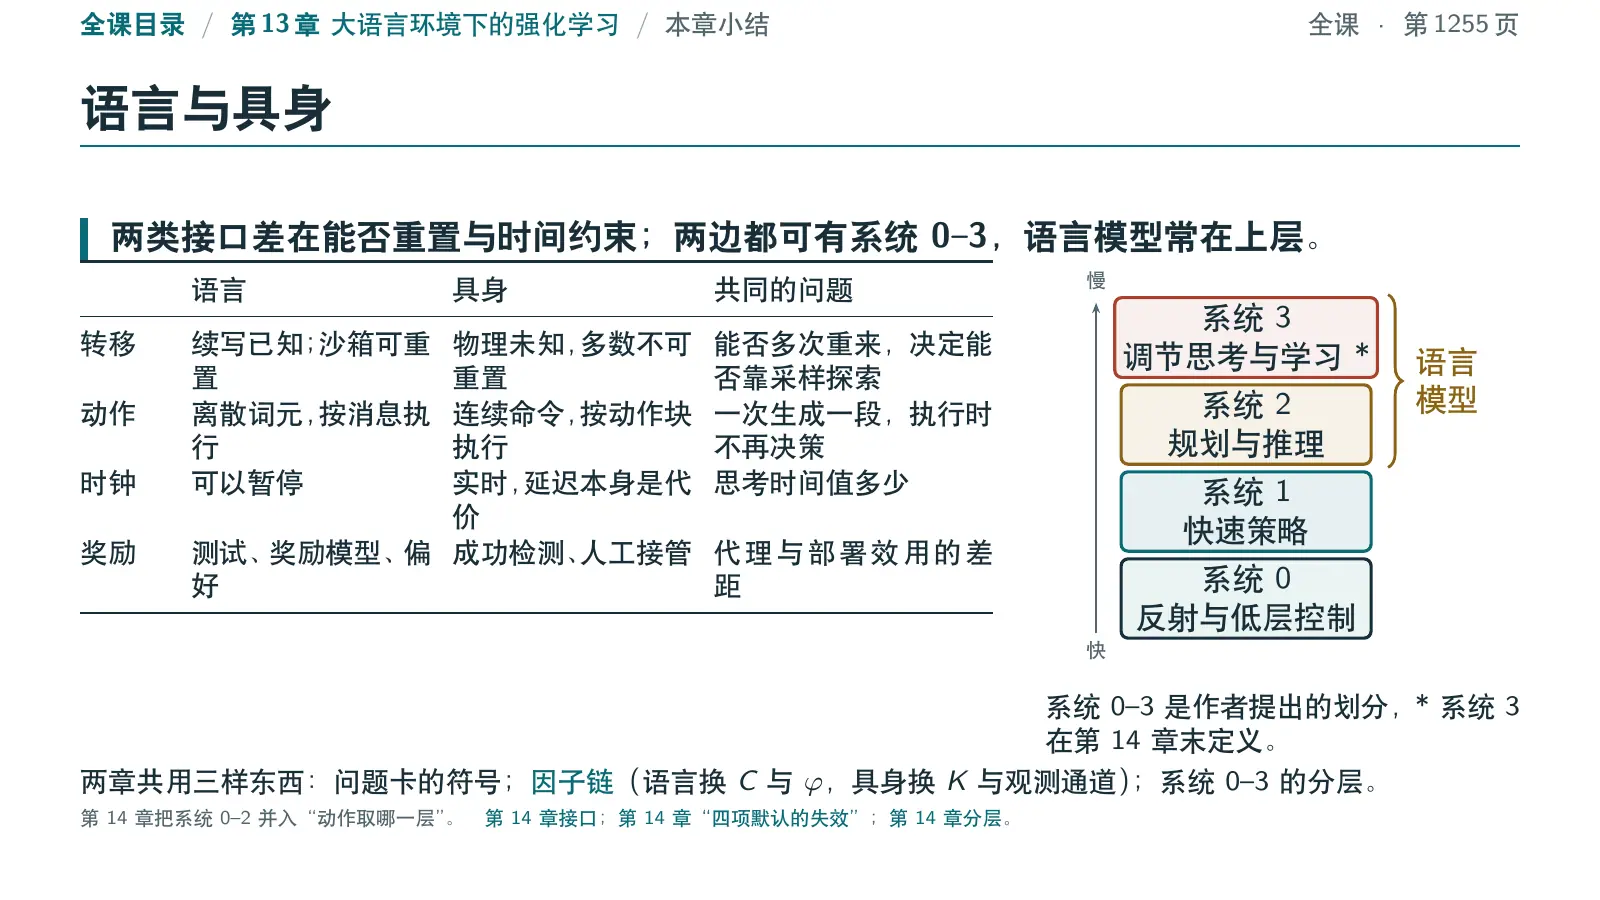 全课目录 / 第 13 章 大语言环境下的强化学习 / 本章小结
全课 · 第 1255 页
语言与具身
两类接口差在能否重置与时间约束；两边都可有系统 0–3，语言模型常在上层。
语言 具身 共同的问题
转移 续写已知；沙箱可重置 物理未知，多数不可重置 能否多次重来，决定能否靠采样探索
动作 离散词元，按消息执行 连续命令，按动作块执行 一次生成一段，执行时不再决策
时钟 可以暂停 实时，延迟本身是代价 思考时间值多少
奖励 测试、奖励模型、偏好 成功检测、人工接管 代理与部署效用的差距
慢
系统 3
调节思考与学习 *
系统 2
规划与推理
语言
模型
系统 1
快速策略
系统 0
反射与低层控制
快
系统 0–3 是作者提出的划分，* 系统 3
在第 14 章末定义。
两章共用三样东西：问题卡的符号；因子链（语言换 C 与 φ，具身换 K 与观测通道）；系统 0–3 的分层。
第 14 章把系统 0–2 并入“动作取哪一层”。 第 14 章接口；第 14 章“四项默认的失效”；第 14 章分层。